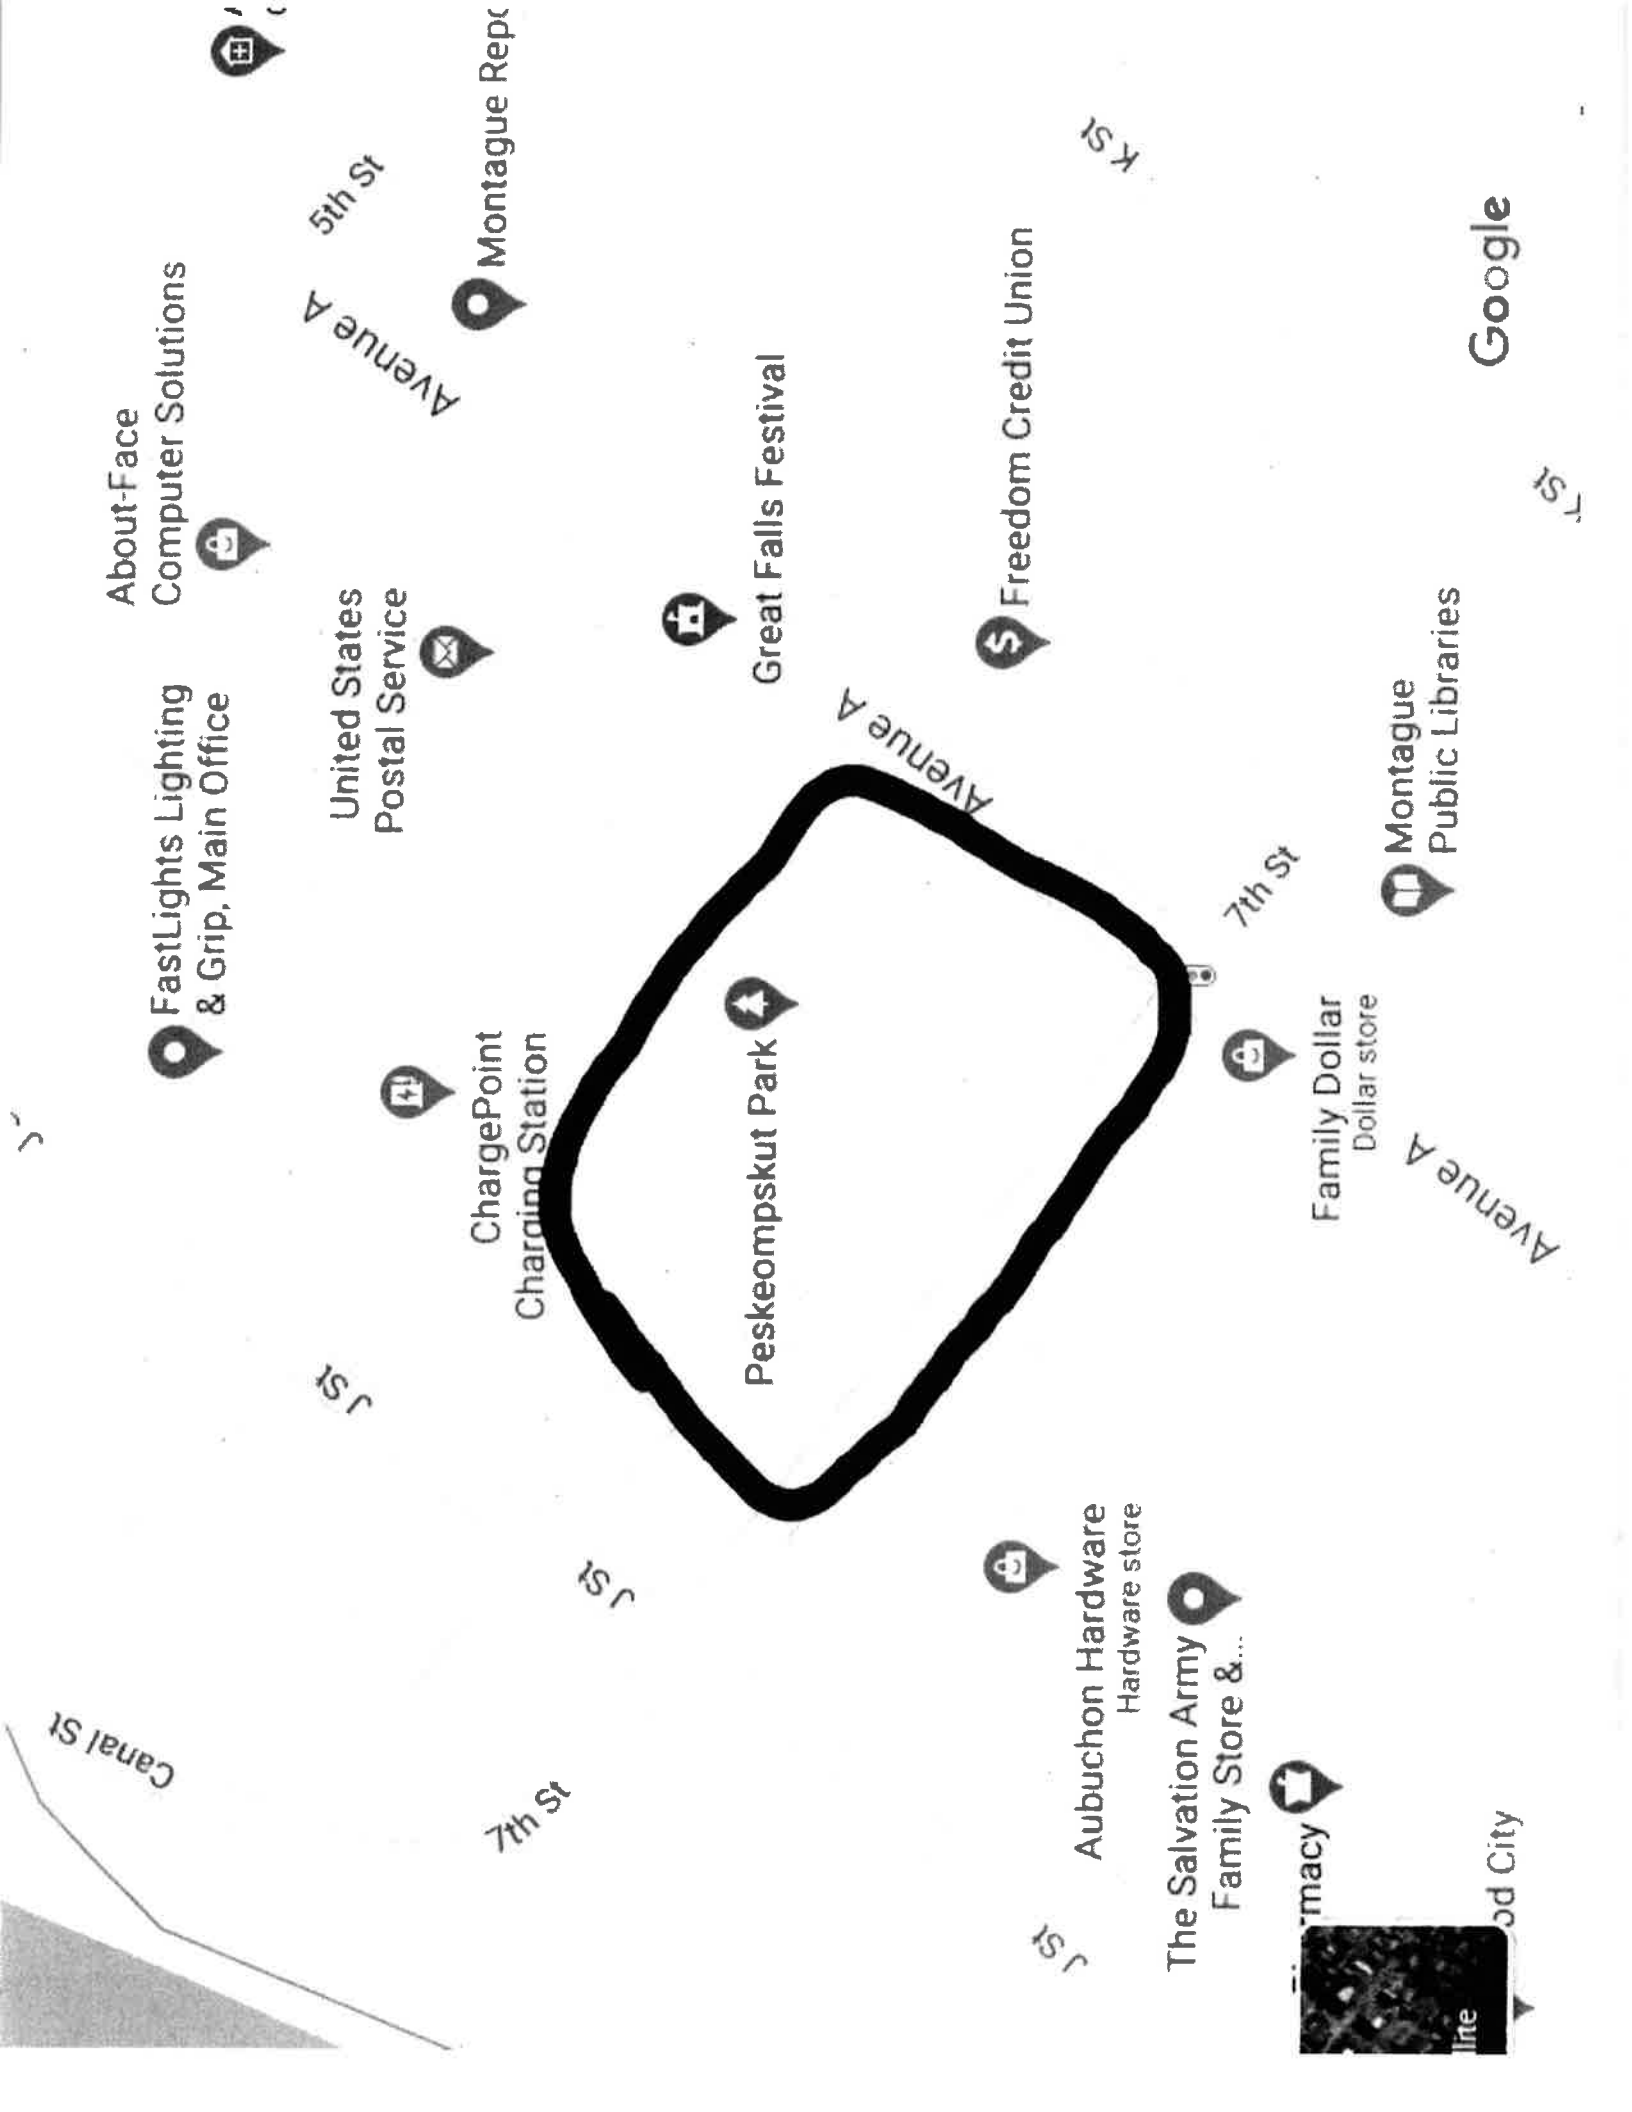 Canal St
7th St
J St
J St
J St
FastLights Lighting
& Grip, Main Office
About-Face
Computer Solutions
5th St
Avenue A
United States
Postal Service
Montague Repo
ChargePoint
Charging Station
Great Falls Festival
Peskeompskut Park
Avenue A
Freedom Credit Union
K St
Aubuchon Hardware
Hardware store
The Salvation Army
Family Store &...
7th St
Family Dollar
Dollar store
Avenue A
Montague
Public Libraries
St
Google